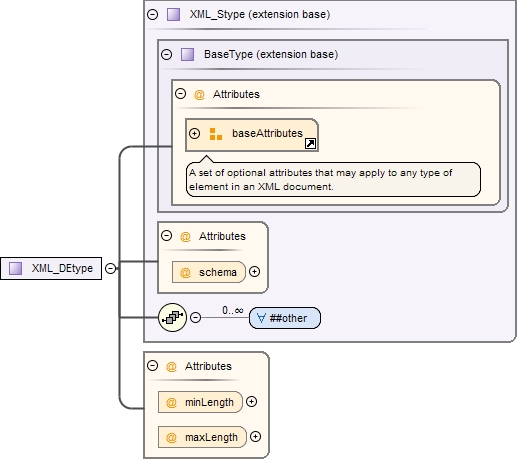 XML_Stype (extension base)
BaseType (extension base)
@ Attributes
baseAttributes
A set of optional attributes that may apply to any type of
element in an XML document.
@ Attributes
@ schema
XML_DEtype
0..∞
∀ ##other
@ Attributes
@ minLength
@ maxLength